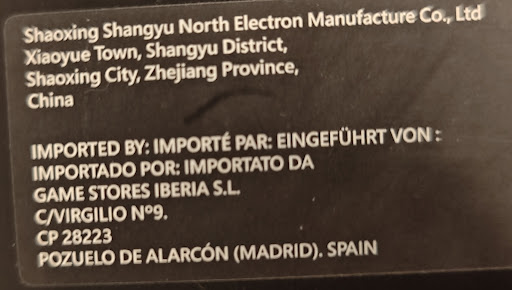 Shaoxing Shangyu North Electron Manufacture Co., Ltd
Xiaoyue Town, Shangyu District,
Shaoxing City, Zhejiang Province,
China
IMPORTED BY: IMPORTÉ PAR: EINGEFÜHRT VON :
IMPORTADO POR: IMPORTATO DA
GAME STORES IBERIA S.L.
C/VIRGILIO Nº9.
CP 28223
POZUELO DE ALARCÓN (MADRID). SPAIN